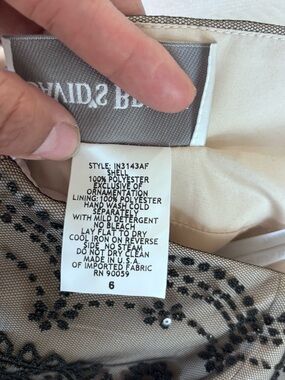 DAVID'S
STYLE: IN3143AF
SHELL
100% POLYESTER
EXCLUSIVE OF
ORNAMENTATION
LINING: 100% POLYESTER
HAND WASH COLD
SEPARATELY
WITH MILD DETERGENT
NO BLEACH
LAY FLAT TO DRY
COOL IRON ON REVERSE
SIDE. NO STEAM
DO NOT DRY CLEAN
MADE IN U.S.A.
OF IMPORTED FABRIC
RN 90059
6